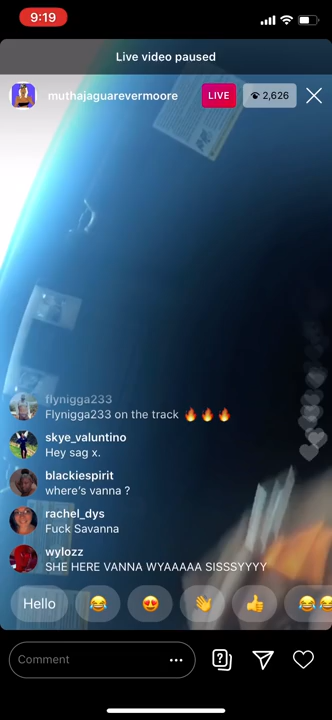 9:19
Live video paused
muthajaguarevermoore
LIVE
2,626
flynigga233
Flynigga233 on the track 🔥 🔥 🔥
skye_valuntino
Hey sag x.
blackiespirit
where's vanna ?
rachel_dys
Fuck Savanna
wylozz
SHE HERE VANNA WYAAAAA SISSSYYYY
Hello 😂 😍 👋 👍 😂😂
Comment